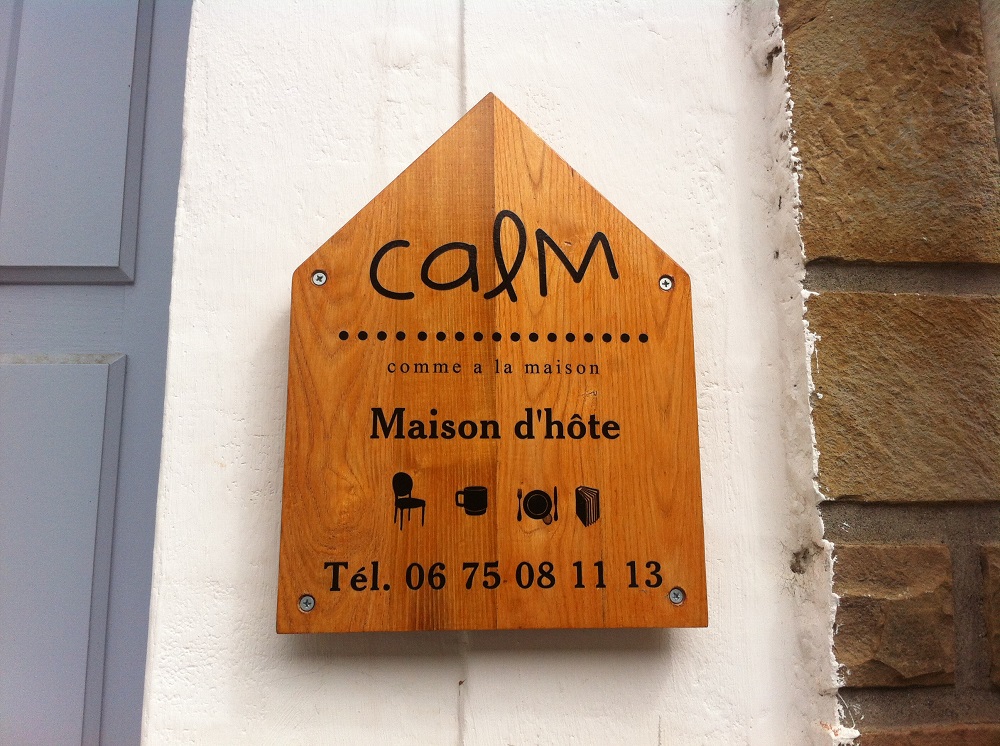 calm
comme a la maison
Maison d'hôte
Tél. 06 75 08 11 13